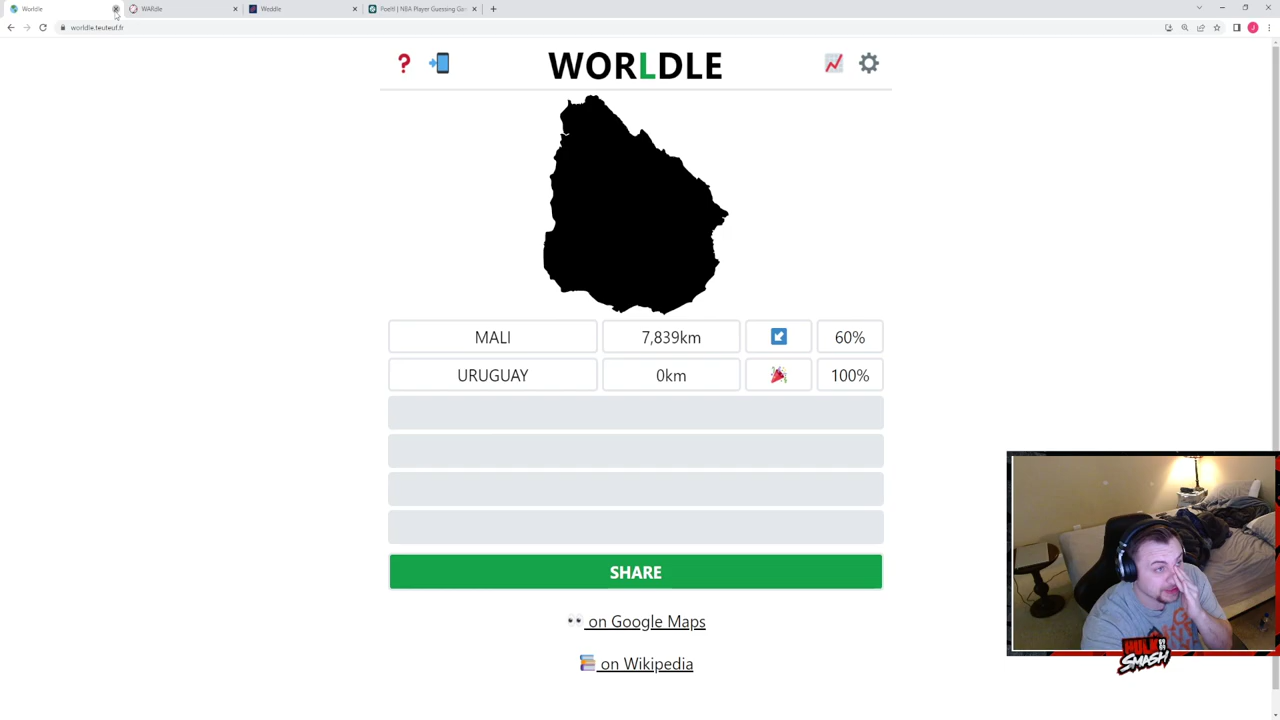 Worldle
WARdle
Weddle
Poeltl | NBA Player Guessing Ga
worldle.teuteuf.fr
J
WORLDLE
MALI 7,839km 60%
URUGUAY 0km 100%
SHARE
on Google Maps
on Wikipedia
HULK
SMASH